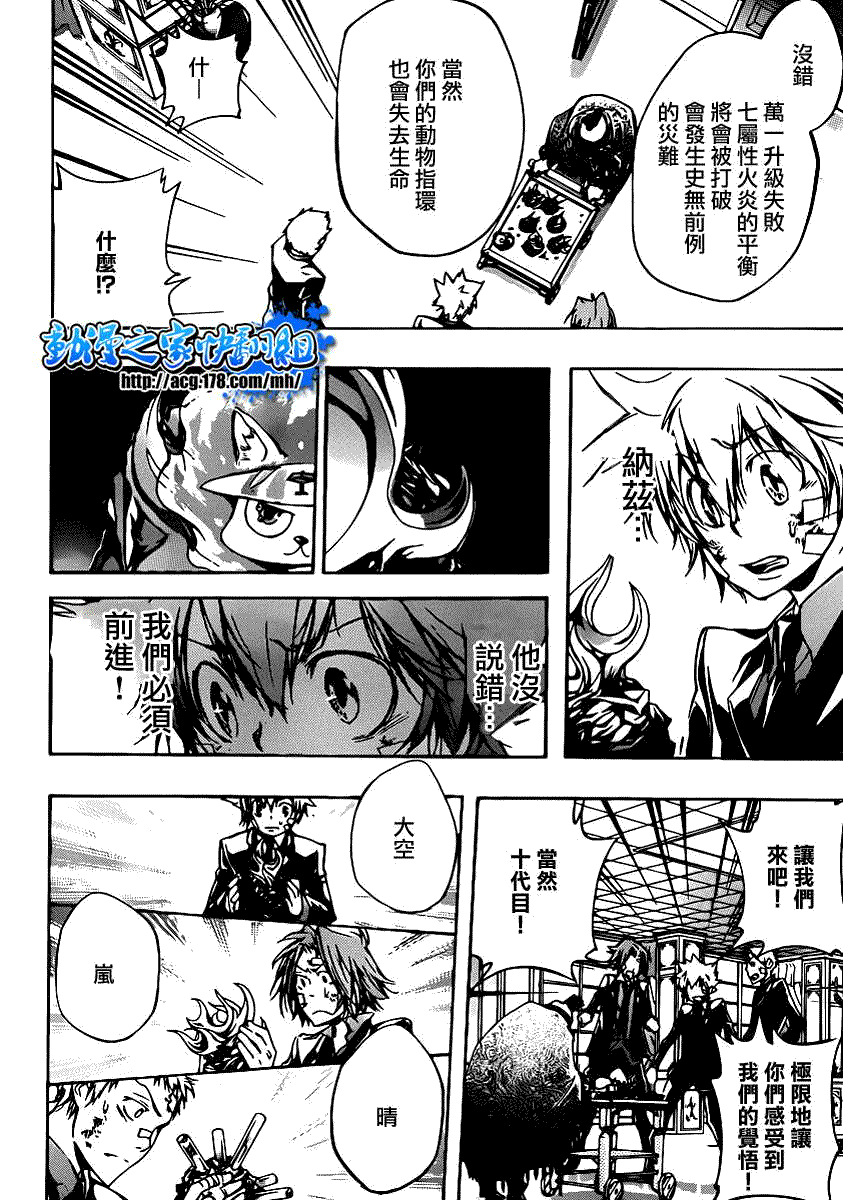 沒錯
萬一升級失敗
七屬性火炎的平衡
將會被打破
會發生史無前例
的災難
當然
你們的動物指環
也會失去生命
什—
什麼!?
動漫之家快翻組
http://acg.178.com/mh/
納茲…
他沒
説錯…
我們必須
前進！
讓我們
來吧！
當然
十代目！
極限地讓
你們感受到
我們的覺悟！
大空
嵐
晴